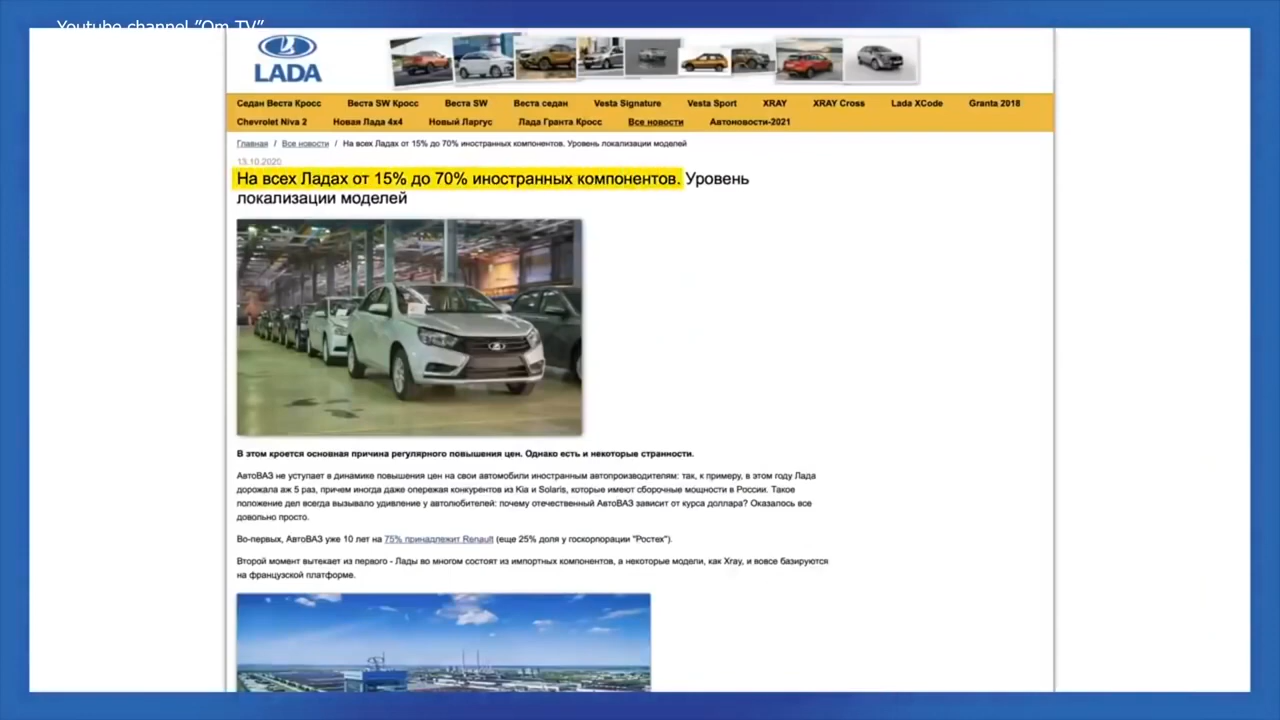 Youtube channel "Om TV"
LADA
Седан Веста Кросс Веста SW Кросс Веста SW Веста седан Vesta Signature Vesta Sport XRAY XRAY Cross Lada XCode Granta 2018
Chevrolet Niva 2 Новая Лада 4x4 Новый Ларгус Лада Гранта Кросс Все новости Автоновости-2021
Главная / Все новости / На всех Ладах от 15% до 70% иностранных компонентов. Уровень локализации моделей
13.10.2020
На всех Ладах от 15% до 70% иностранных компонентов. Уровень
локализации моделей
В этом кроется основная причина регулярного повышения цен. Однако есть и некоторые странности.
АвтоВАЗ не уступает в динамике повышения цен на свои автомобили иностранным автопроизводителям: так, к примеру, в этом году Лада
дорожала аж 5 раз, причем иногда даже опережая конкурентов из Kia и Solaris, которые имеют сборочные мощности в России. Такое
положение дел всегда вызывало удивление у автолюбителей: почему отечественный АвтоВАЗ зависит от курса доллара? Оказалось все
довольно просто.
Во-первых, АвтоВАЗ уже 10 лет на 75% принадлежит Renault (еще 25% доля у госкорпорации "Ростех").
Второй момент вытекает из первого - Лады во многом состоят из импортных компонентов, а некоторые модели, как Xray, и вовсе базируются
на французской платформе.